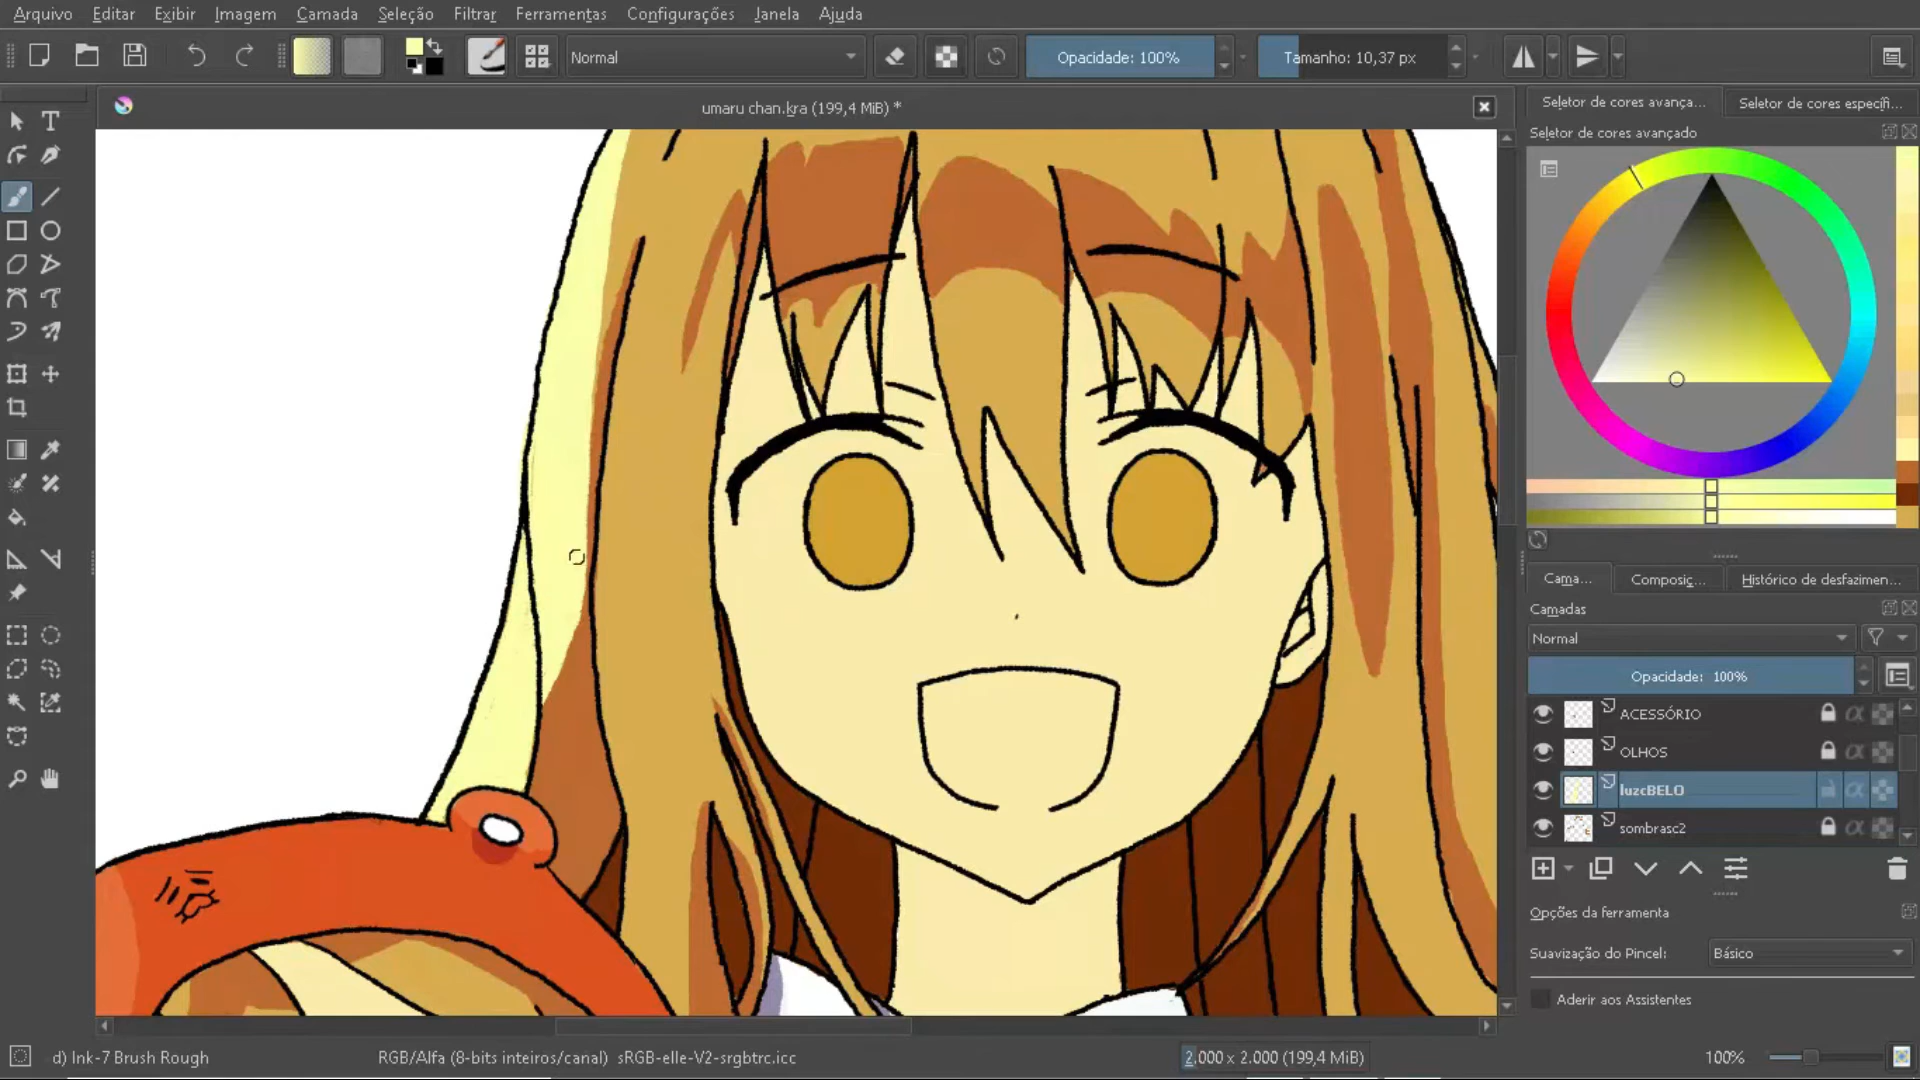 Arquivo Editar Exibir Imagem Camada Seleção Filtrar Ferramentas Configurações Janela Ajuda
Normal Opacidade: 100% Tamanho: 10,37 px
umaru chan.kra (199,4 MiB) *
Seletor de cores avança... Seletor de cores específi...
Seletor de cores avançado
Cama... Composiç... Histórico de desfazimen...
Camadas
Normal
Opacidade: 100%
ACESSÓRIO
OLHOS
luzcBELO
sombrasc2
Opções da ferramenta
Suavização do Pincel: Básico
Aderir aos Assistentes
d) Ink-7 Brush Rough RGB/Alfa (8-bits inteiros/canal) sRGB-elle-V2-srgbtrc.icc 2.000 x 2.000 (199,4 MiB) 100%